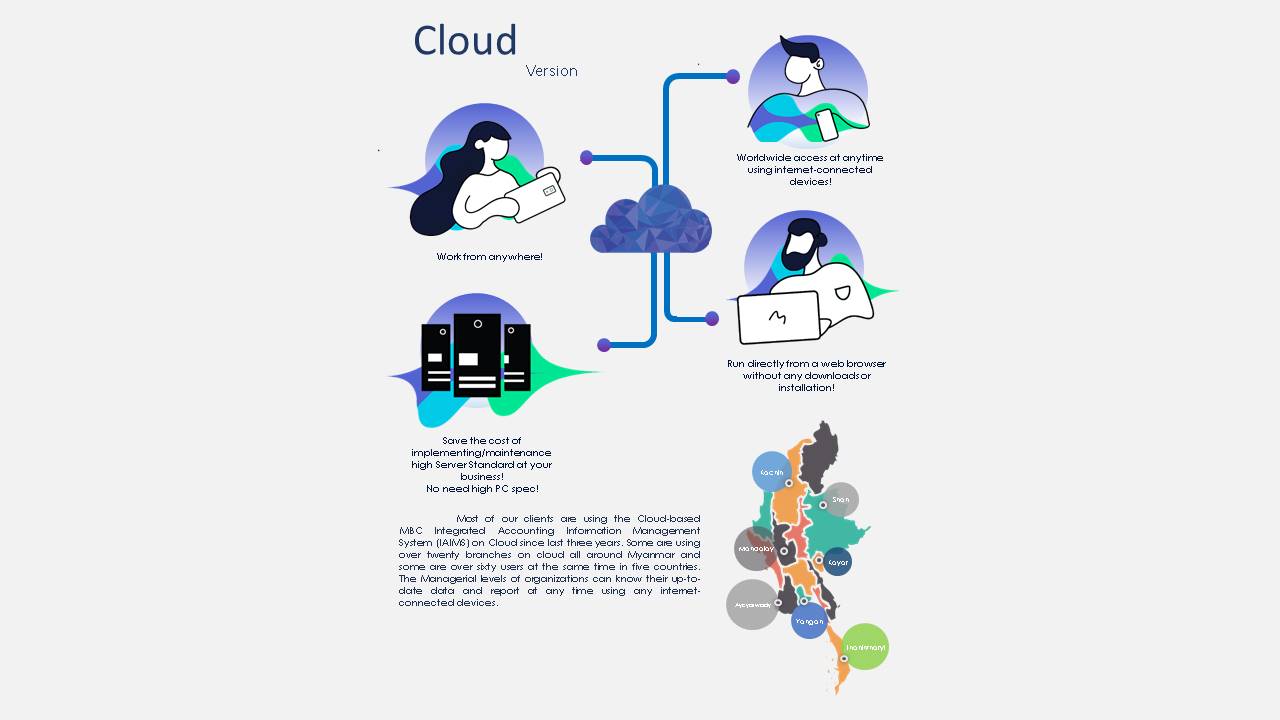 Cloud
Version
Worldwide access at anytime
using internet-connected
devices!
Work from anywhere!
Run directly from a web browser
without any downloads or
installation!
Save the cost of
implementing/maintenance
high Server Standard at your
business!
No need high PC spec!
Most of our clients are using the Cloud-based
MBC Integrated Accounting Information Management
System (IAIMS) on Cloud since last three years. Some are using
over twenty branches on cloud all around Myanmar and
some are over sixty users at the same time in five countries.
The Managerial levels of organizations can know their up-to-
date data and report at any time using any internet-
connected devices.
Kachin
Shan
Mandalay
Kayar
Yangon